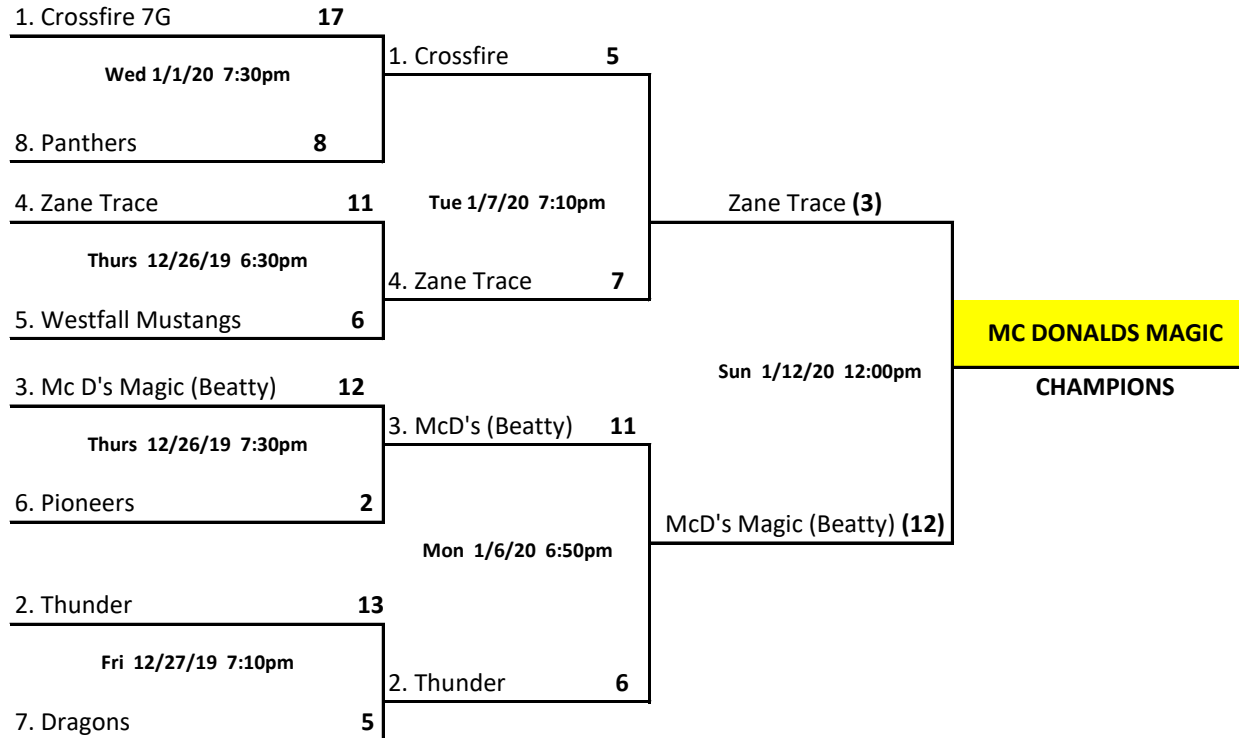 1. Crossfire 7G 17
Wed 1/1/20 7:30pm
8. Panthers 8
4. Zane Trace 11
Thurs 12/26/19 6:30pm
5. Westfall Mustangs 6
3. Mc D's Magic (Beatty) 12
Thurs 12/26/19 7:30pm
6. Pioneers 2
2. Thunder 13
Fri 12/27/19 7:10pm
7. Dragons 5
1. Crossfire 5
Tue 1/7/20 7:10pm
4. Zane Trace 7
3. McD's (Beatty) 11
Mon 1/6/20 6:50pm
2. Thunder 6
Zane Trace (3)
Sun 1/12/20 12:00pm
McD's Magic (Beatty) (12)
MC DONALDS MAGIC
CHAMPIONS